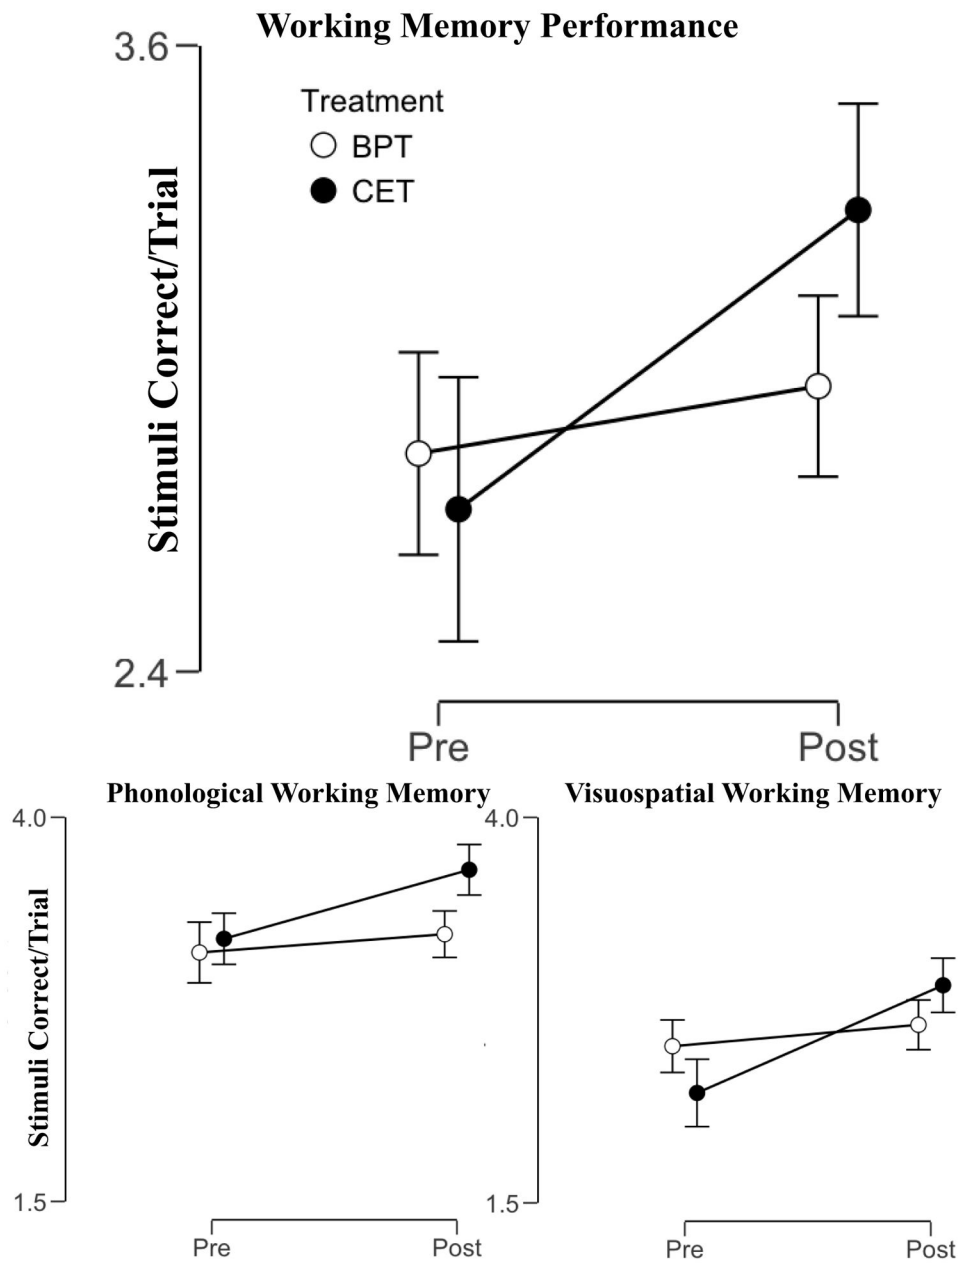 Working Memory Performance
3.6
Treatment
BPT
CET
Stimuli Correct/Trial
2.4
Pre
Post
Phonological Working Memory
4.0
Stimuli Correct/Trial
1.5
Pre
Post
Visuospatial Working Memory
4.0
1.5
Pre
Post